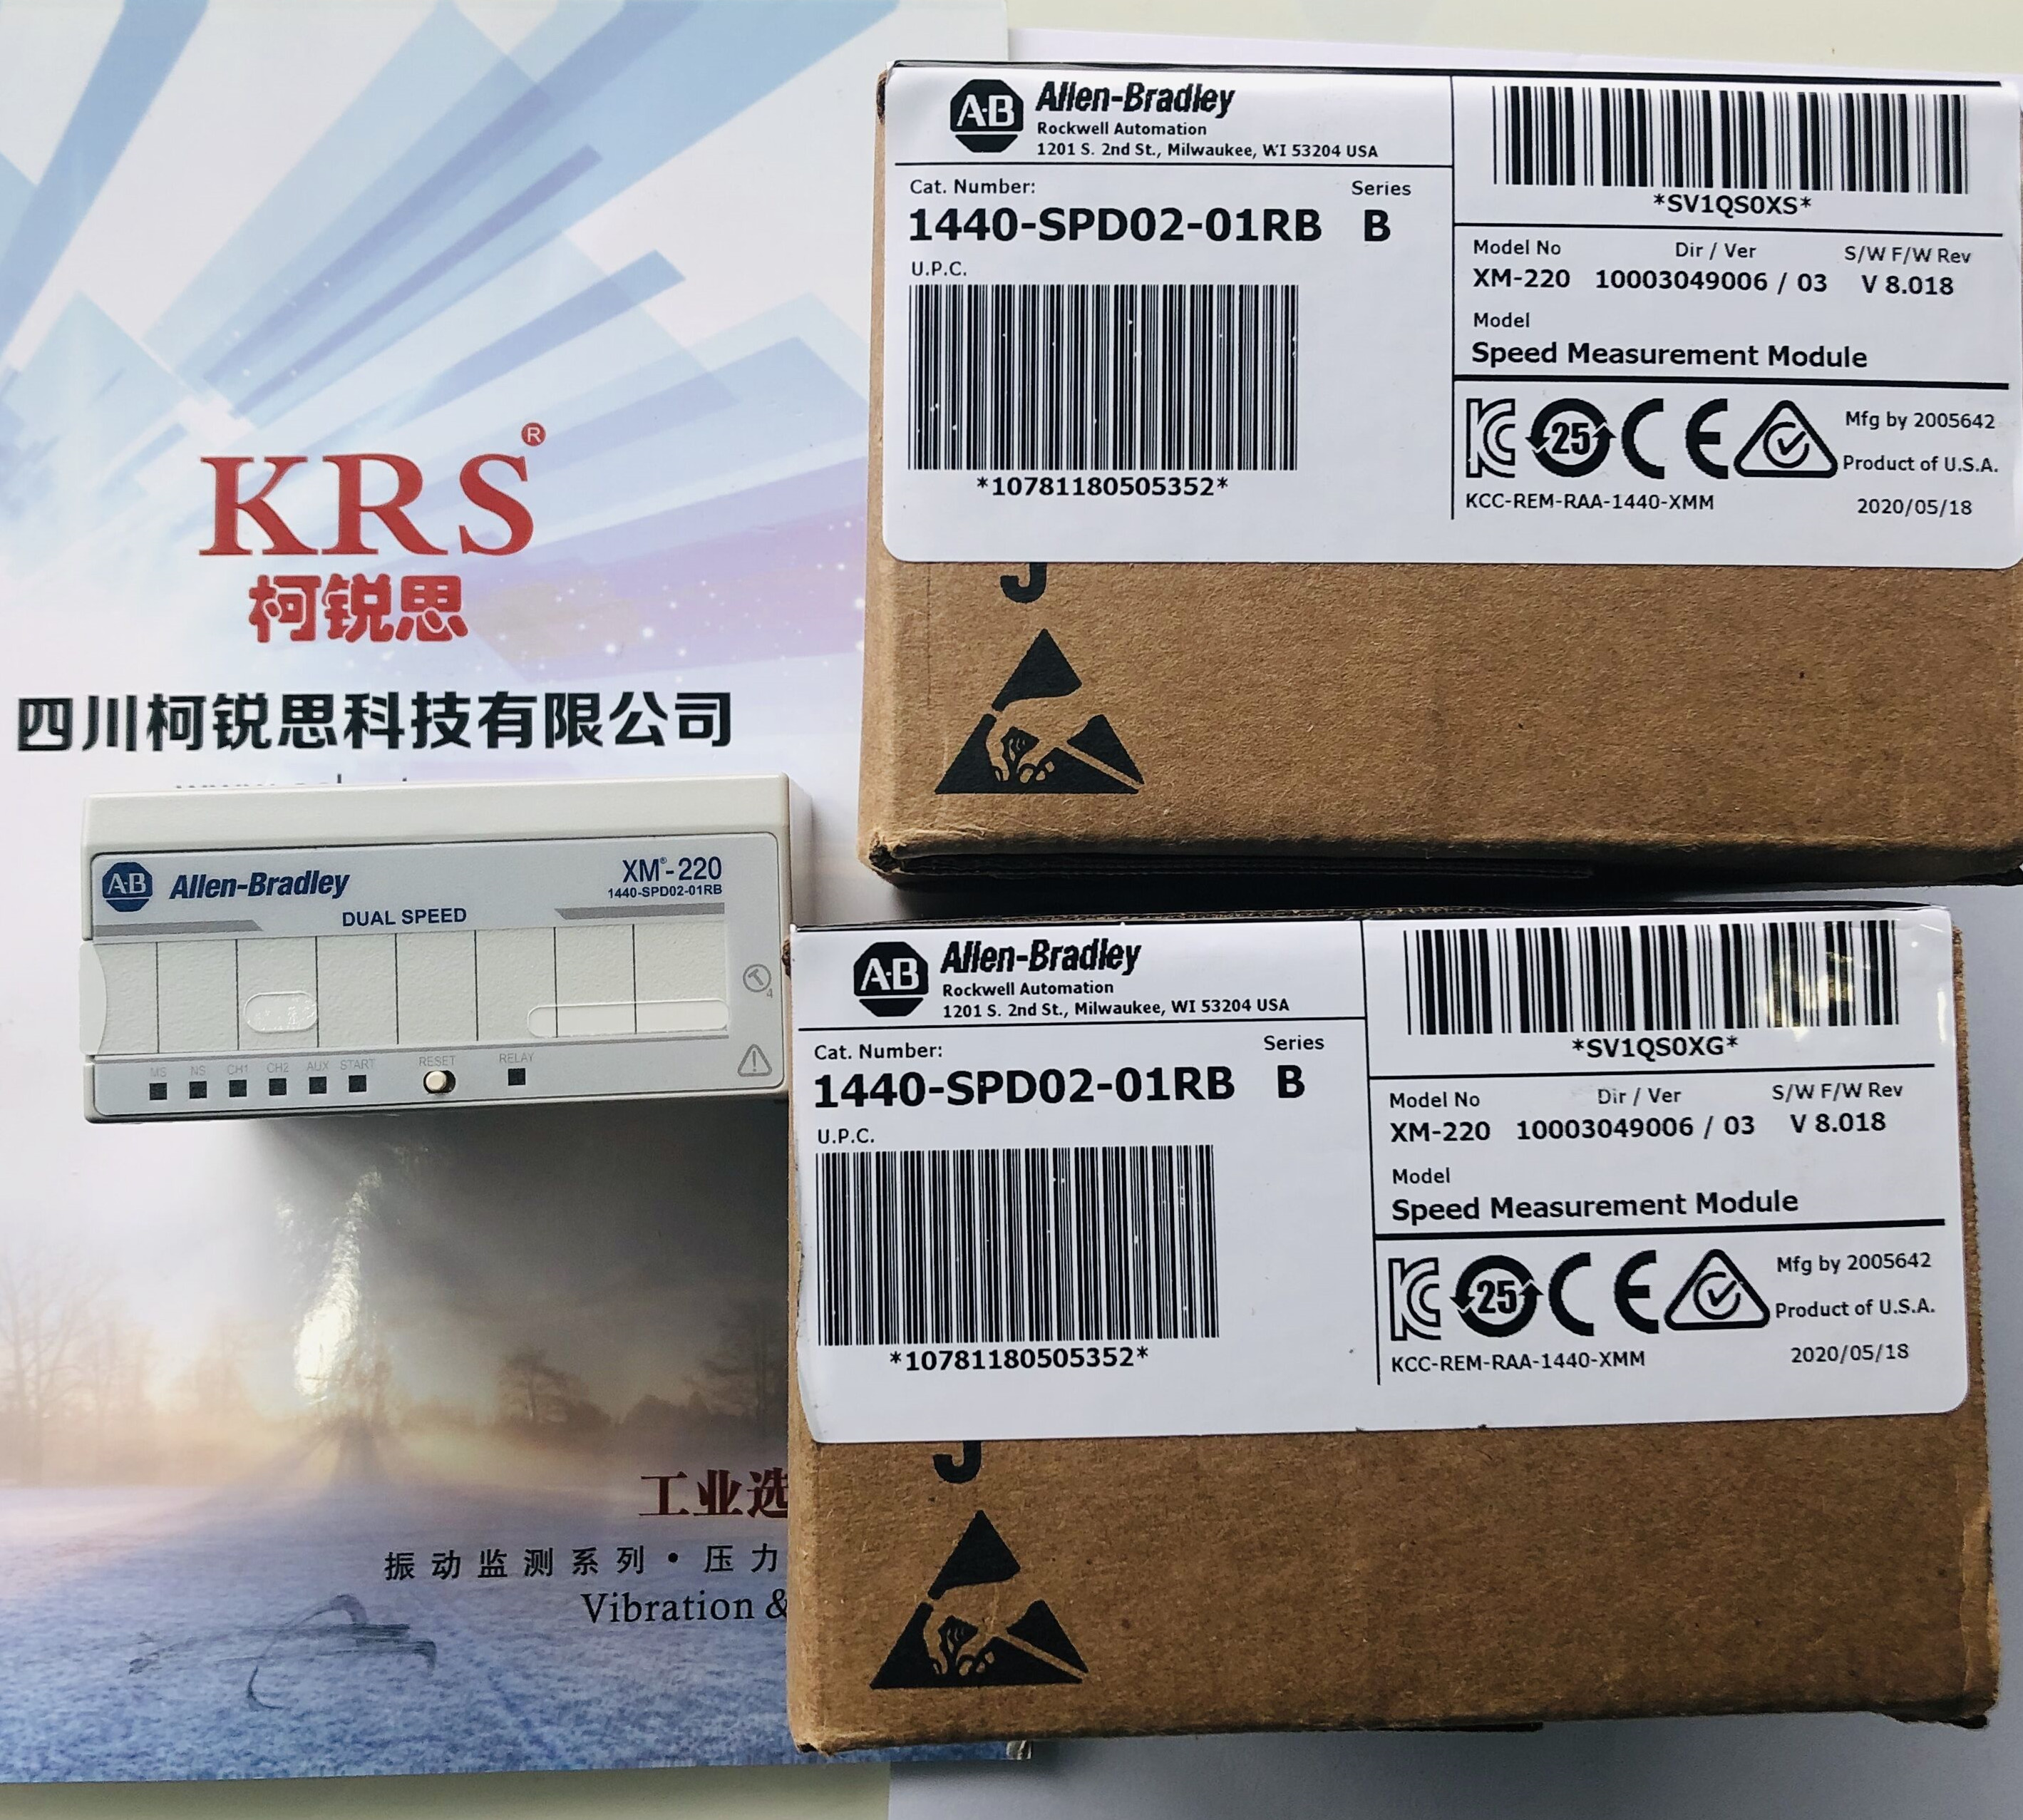 KRS®
柯锐思
四川柯锐思科技有限公司
A-B Allen-Bradley
XM®-220
1440-SPD02-01RB
DUAL SPEED
MS NS CH1 CH2 AUX START RESET RELAY
工业选
振动监测系列・压力
Vibration &
A-B Allen-Bradley
Rockwell Automation
1201 S. 2nd St., Milwaukee, WI 53204 USA
Cat. Number: Series
1440-SPD02-01RB B
U.P.C.
*10781180505352*
*SV1QS0XS*
Model No Dir / Ver S/W F/W Rev
XM-220 10003049006 / 03 V 8.018
Model
Speed Measurement Module
25 CE
Mfg by 2005642
Product of U.S.A.
KCC-REM-RAA-1440-XMM
2020/05/18
A-B Allen-Bradley
Rockwell Automation
1201 S. 2nd St., Milwaukee, WI 53204 USA
Cat. Number: Series
1440-SPD02-01RB B
U.P.C.
*10781180505352*
*SV1QS0XG*
Model No Dir / Ver S/W F/W Rev
XM-220 10003049006 / 03 V 8.018
Model
Speed Measurement Module
25 CE
Mfg by 2005642
Product of U.S.A.
KCC-REM-RAA-1440-XMM
2020/05/18